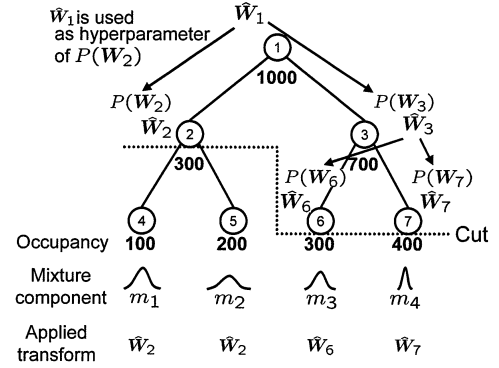 Ŵ₁ is used
as hyperparameter
of P(W₂)
Ŵ₁
1
1000
P(W₂)
P(W₃)
Ŵ₂
Ŵ₃
2
3
300
700
P(W₆)
P(W₇)
Ŵ₆
Ŵ₇
4
5
6
7
Occupancy 100 200 300 400
Cut
Mixture
component m₁ m₂ m₃ m₄
Applied
transform Ŵ₂ Ŵ₂ Ŵ₆ Ŵ₇